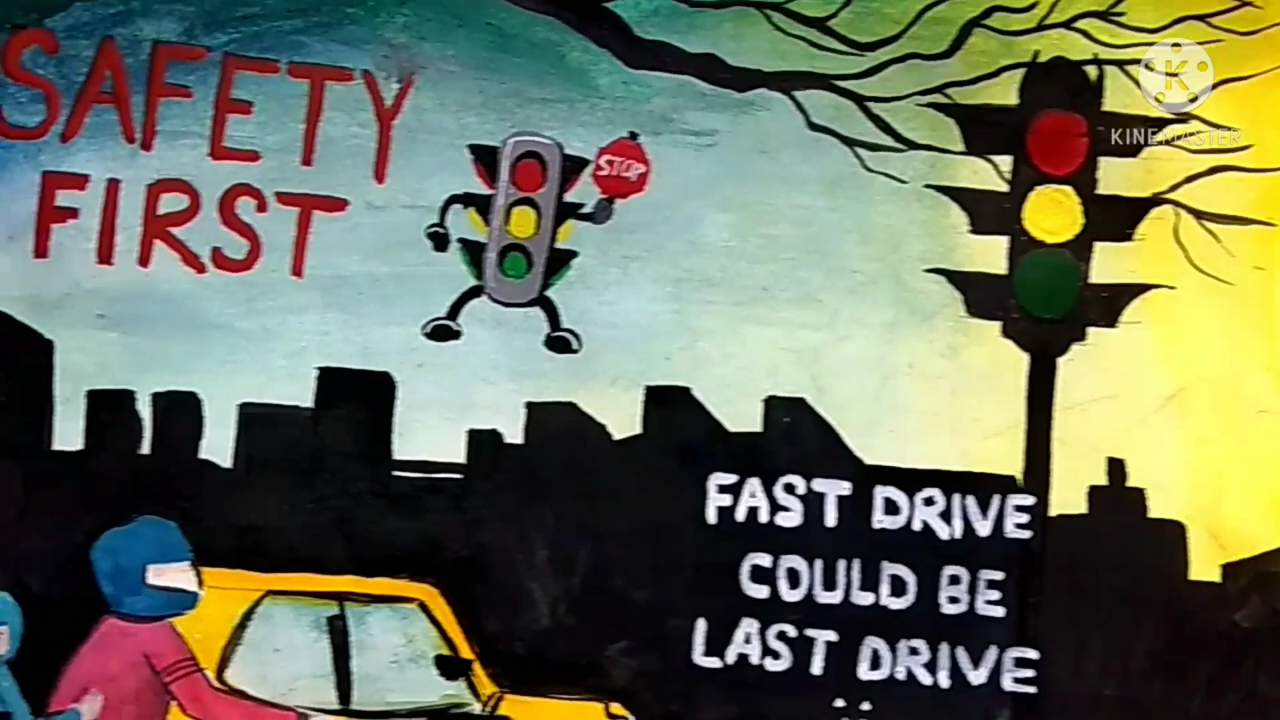 SAFETY
FIRST
STOP
K
KINEMASTER
FAST DRIVE
COULD BE
LAST DRIVE